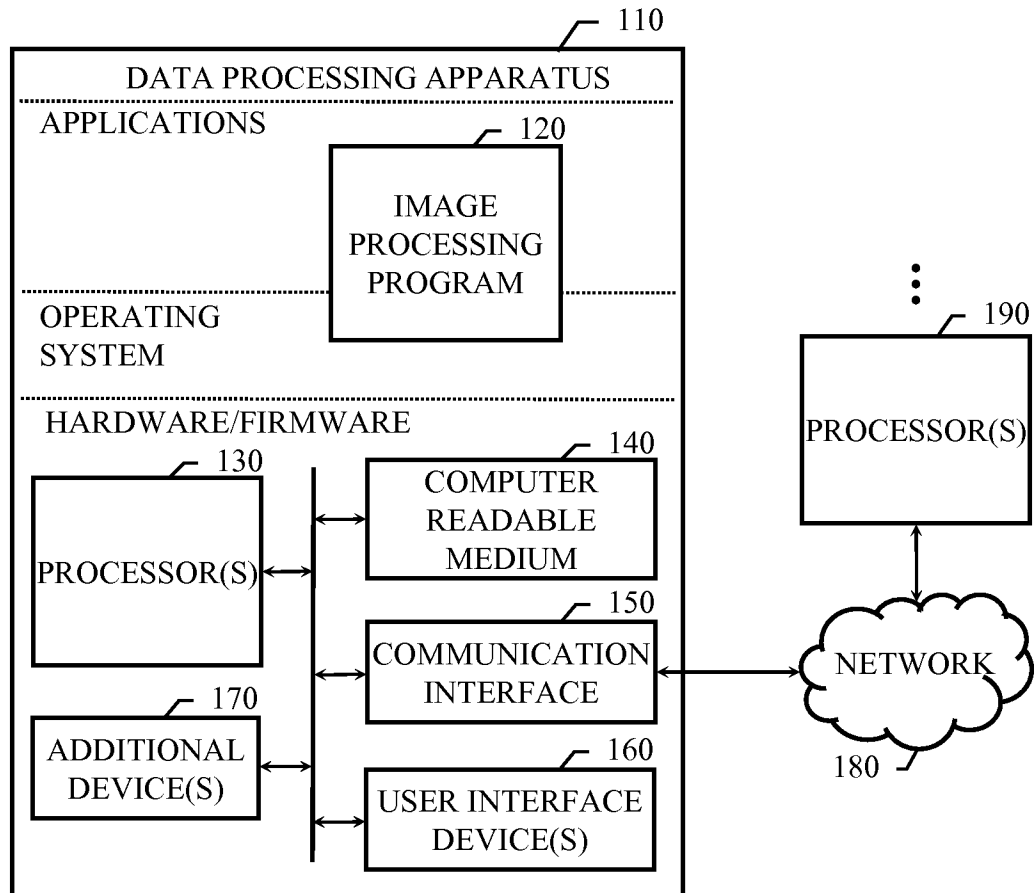 110
DATA PROCESSING APPARATUS
APPLICATIONS
120
IMAGE
PROCESSING
PROGRAM
OPERATING
SYSTEM
190
PROCESSOR(S)
HARDWARE/FIRMWARE
130
PROCESSOR(S)
140
COMPUTER
READABLE
MEDIUM
150
COMMUNICATION
INTERFACE
NETWORK
180
170
ADDITIONAL
DEVICE(S)
160
USER INTERFACE
DEVICE(S)